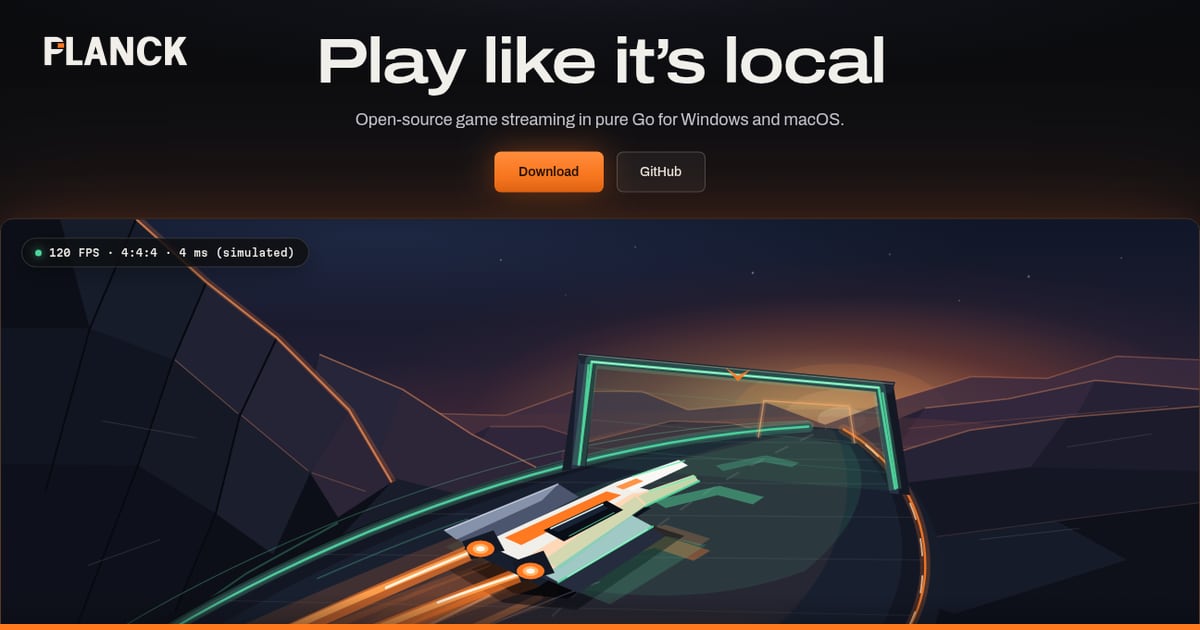 PLANCK
Play like it’s local
Open-source game streaming in pure Go for Windows and macOS.
Download
GitHub
120 FPS · 4:4:4 · 4 ms (simulated)